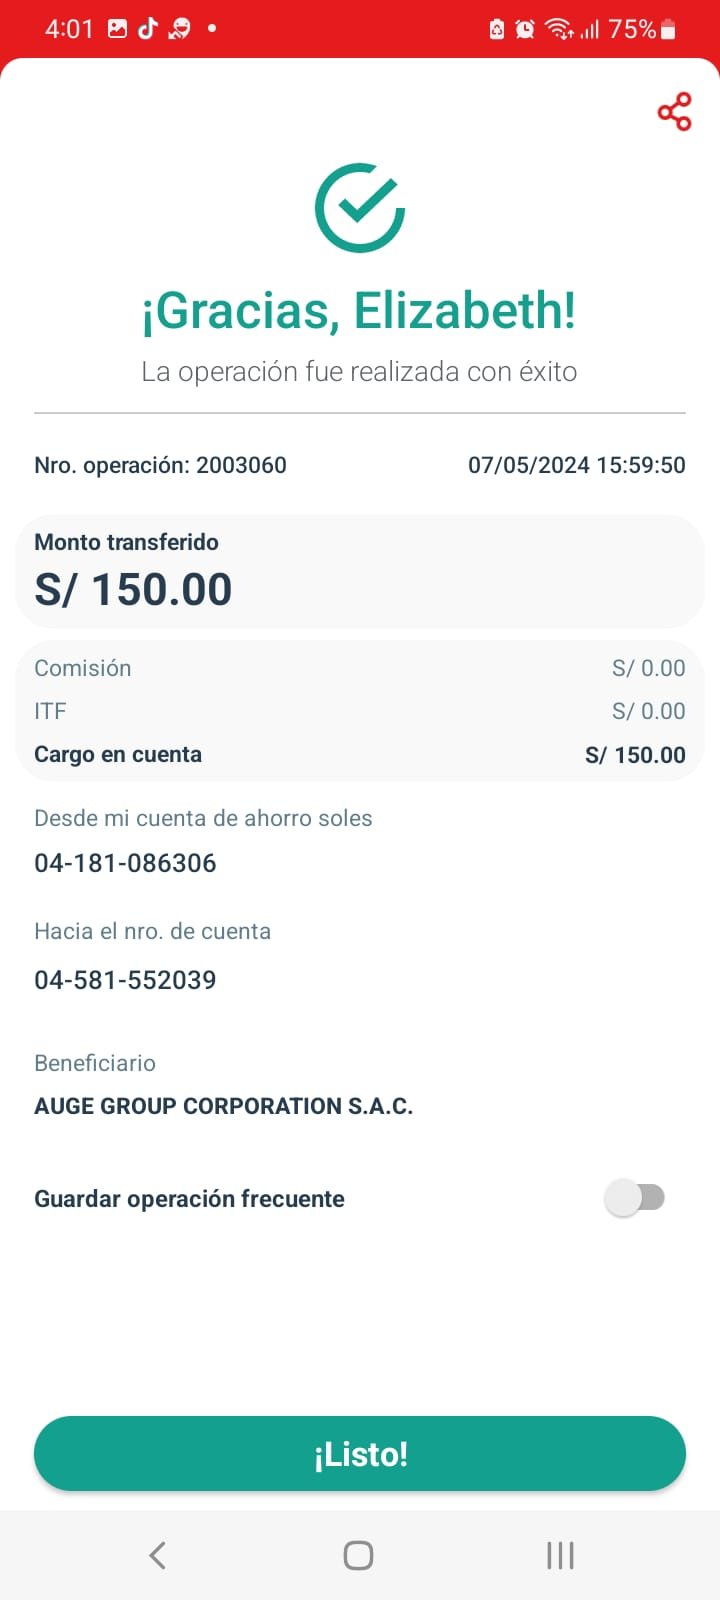 4:01 75%
¡Gracias, Elizabeth!
La operación fue realizada con éxito
Nro. operación: 2003060 07/05/2024 15:59:50
Monto transferido
S/ 150.00
Comisión S/ 0.00
ITF S/ 0.00
Cargo en cuenta S/ 150.00
Desde mi cuenta de ahorro soles
04-181-086306
Hacia el nro. de cuenta
04-581-552039
Beneficiario
AUGE GROUP CORPORATION S.A.C.
Guardar operación frecuente
¡Listo!